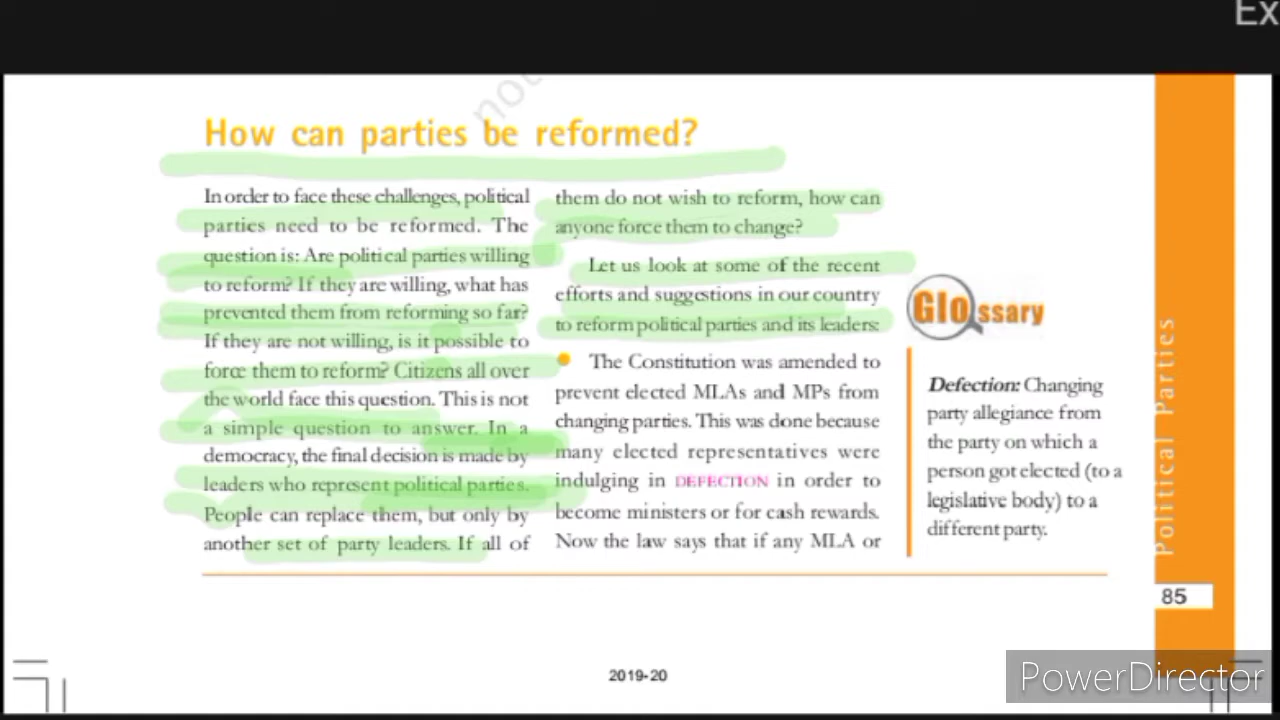 Ex
not
How can parties be reformed?
In order to face these challenges, political
parties need to be reformed. The
question is: Are political parties willing
to reform? If they are willing, what has
prevented them from reforming so far?
If they are not willing, is it possible to
force them to reform? Citizens all over
the world face this question. This is not
a simple question to answer. In a
democracy, the final decision is made by
leaders who represent political parties.
People can replace them, but only by
another set of party leaders. If all of
them do not wish to reform, how can
anyone force them to change?
Let us look at some of the recent
efforts and suggestions in our country
to reform political parties and its leaders:
The Constitution was amended to
prevent elected MLAs and MPs from
changing parties. This was done because
many elected representatives were
indulging in DEFECTION in order to
become ministers or for cash rewards.
Now the law says that if any MLA or
Glossary
Defection: Changing
party allegiance from
the party on which a
person got elected (to a
legislative body) to a
different party.
Political Parties
85
2019-20
PowerDirector